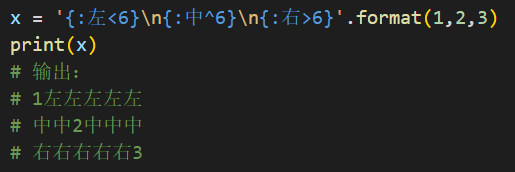 x = '{:左<6}\n{:中^6}\n{:右>6}'.format(1,2,3)
print(x)
# 输出:
# 1左左左左左
# 中中2中中中
# 右右右右右3